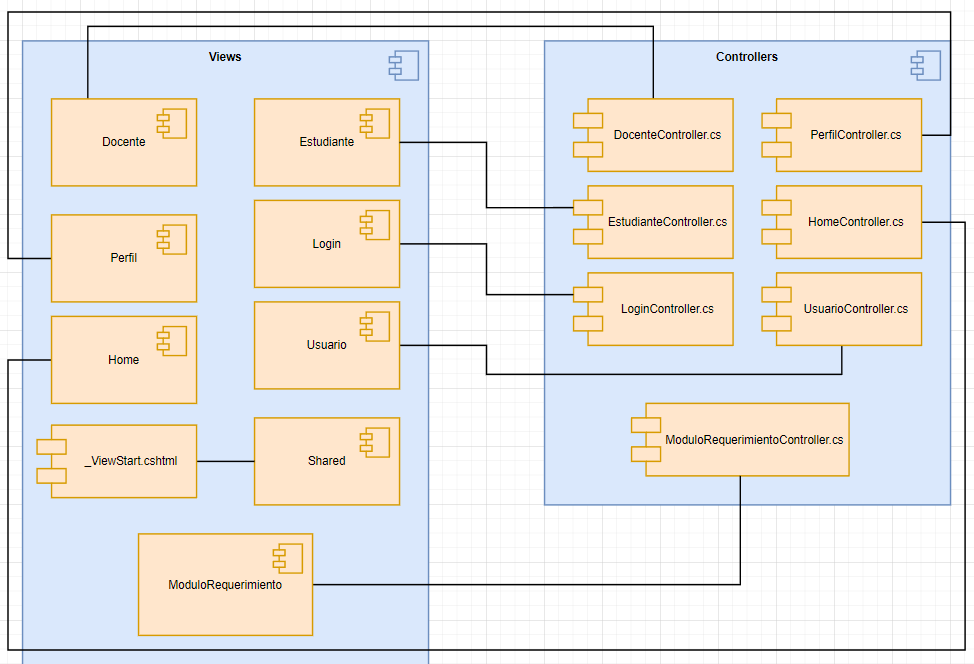 Views
Docente
Estudiante
Perfil
Login
Home
Usuario
_ViewStart.cshtml
Shared
ModuloRequerimiento
Controllers
DocenteController.cs
PerfilController.cs
EstudianteController.cs
HomeController.cs
LoginController.cs
UsuarioController.cs
ModuloRequerimientoController.cs